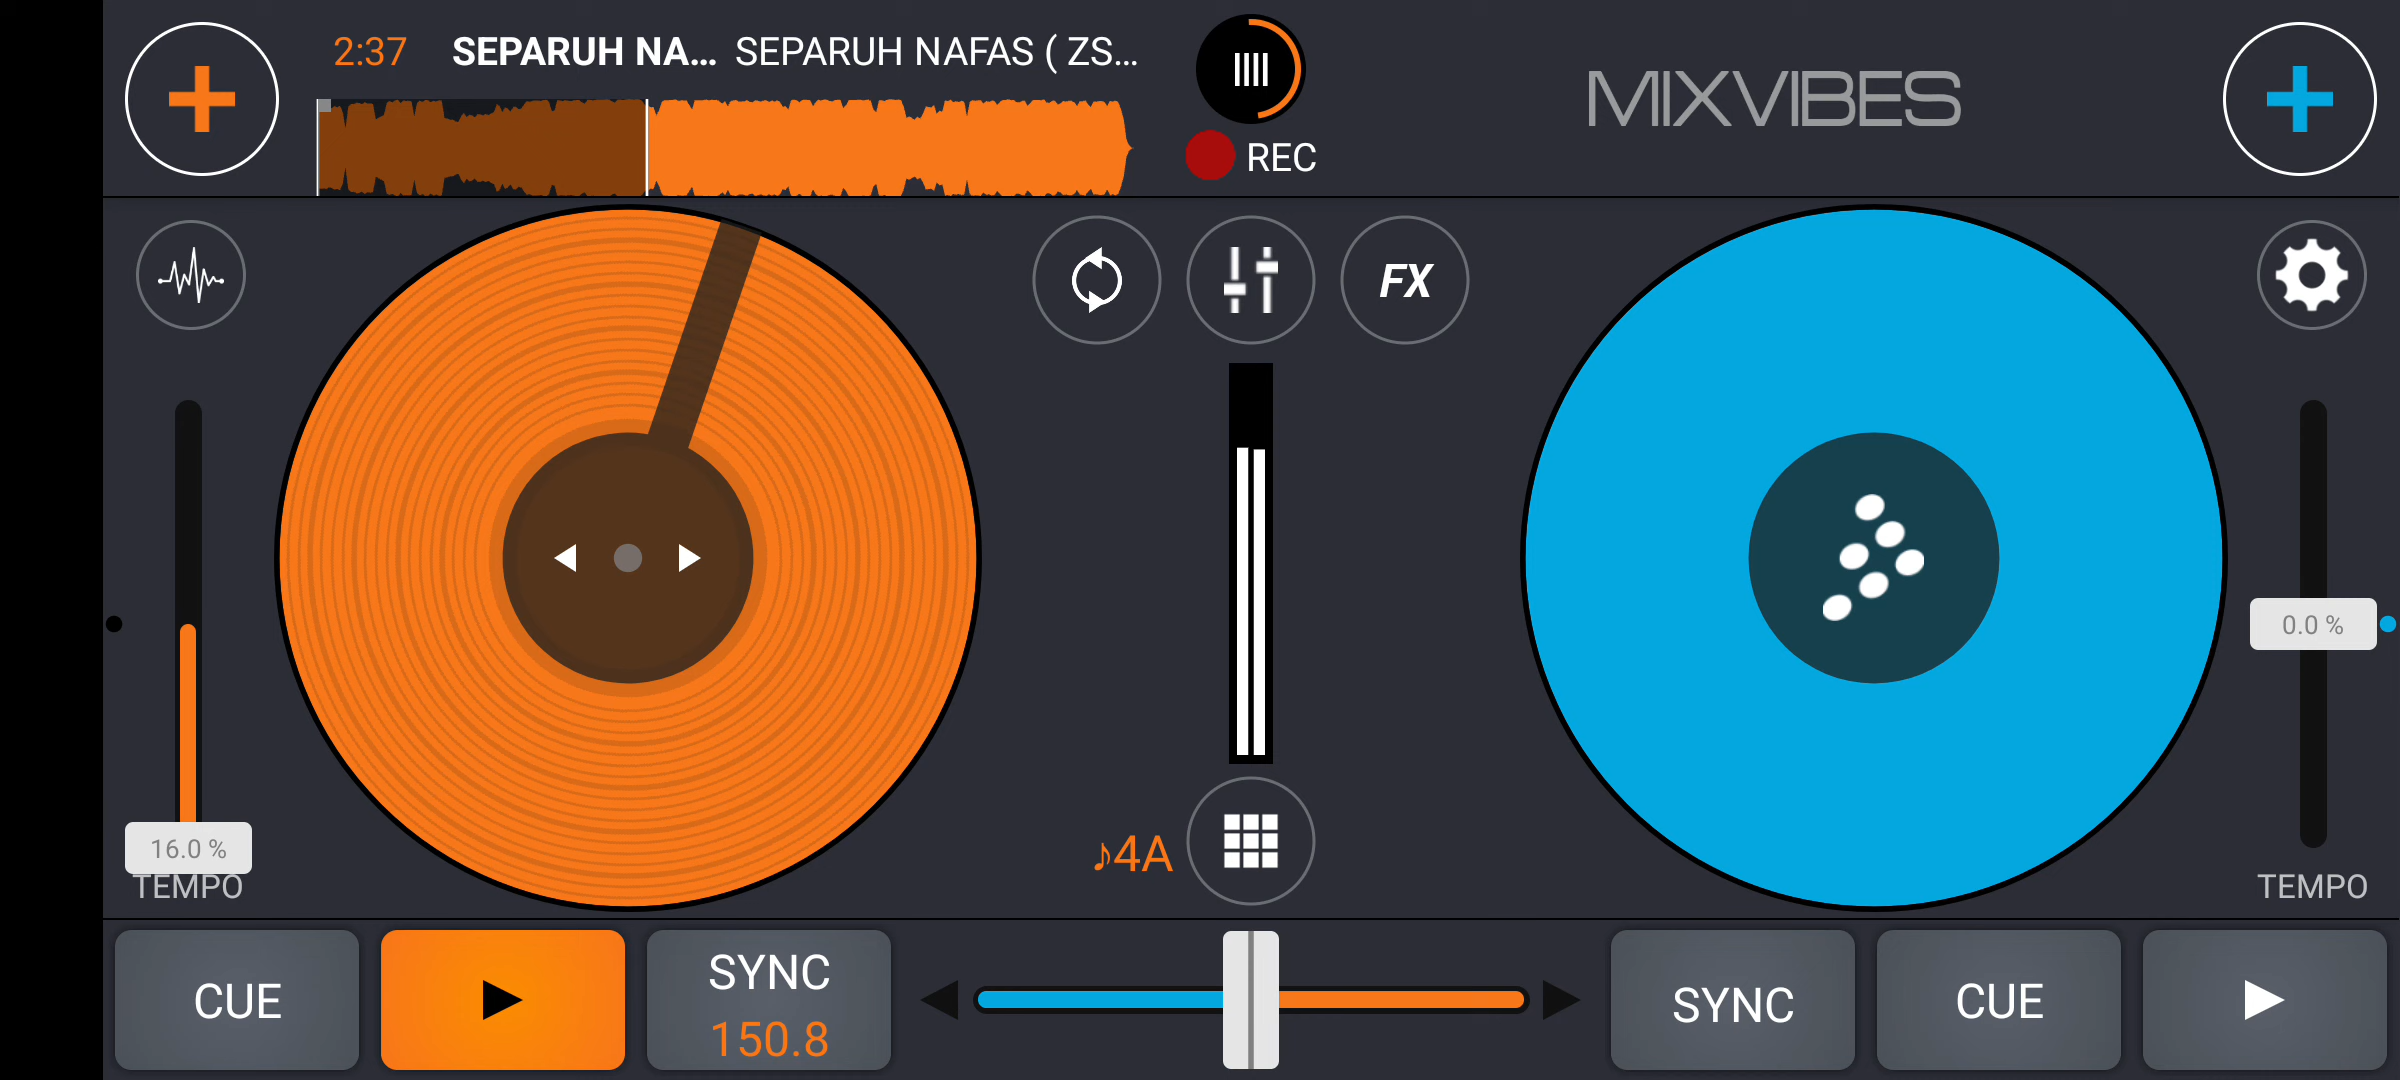 2:37 SEPARUH NA... SEPARUH NAFAS ( ZS...
MIXVIBES
REC
FX
0.0 %
16.0 %
TEMPO
♪4A
TEMPO
CUE
SYNC
150.8
SYNC
CUE